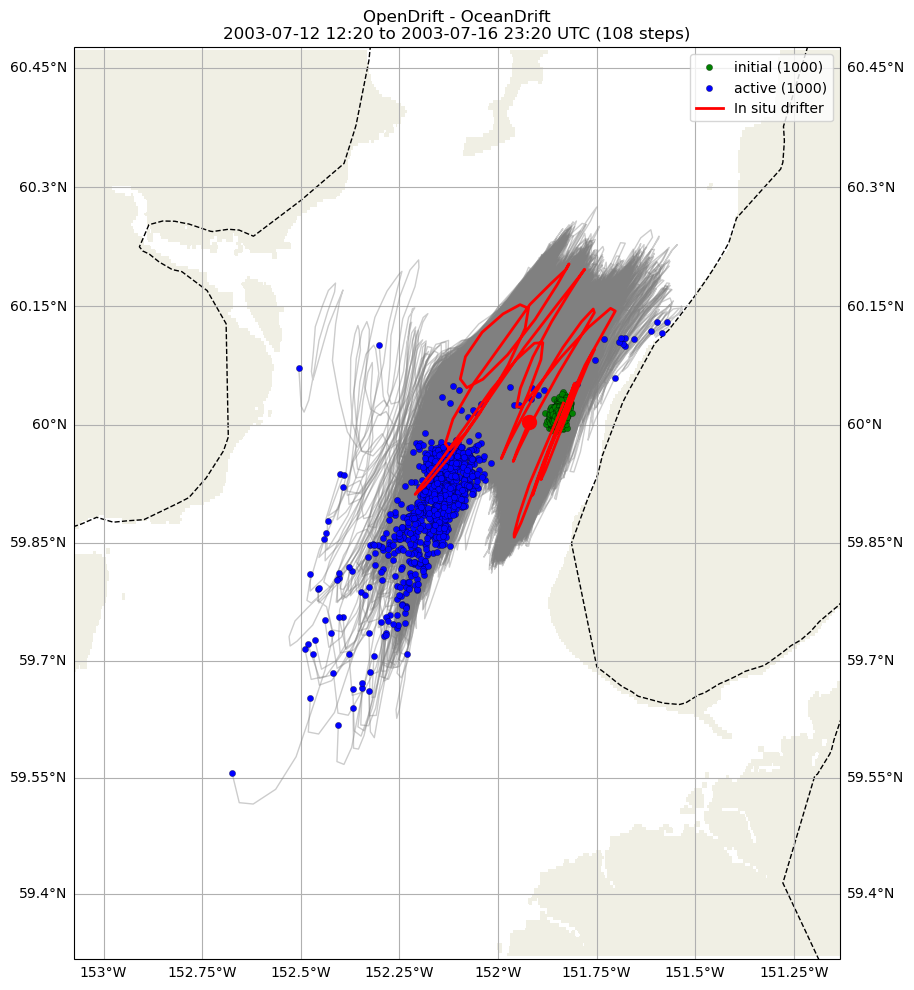 OpenDrift - OceanDrift
2003-07-12 12:20 to 2003-07-16 23:20 UTC (108 steps)
initial (1000)
active (1000)
In situ drifter
60.45°N
60.45°N
60.3°N
60.3°N
60.15°N
60.15°N
60°N
60°N
59.85°N
59.85°N
59.7°N
59.7°N
59.55°N
59.55°N
59.4°N
59.4°N
153°W
152.75°W
152.5°W
152.25°W
152°W
151.75°W
151.5°W
151.25°W